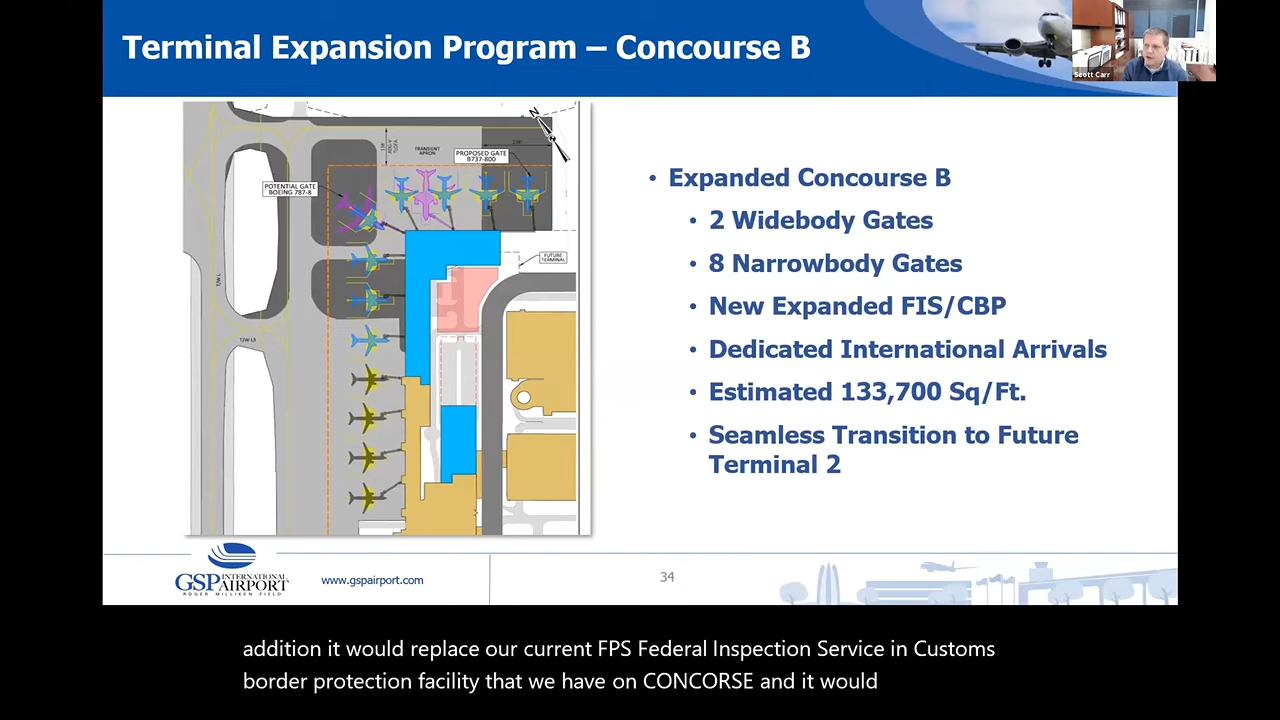 Terminal Expansion Program – Concourse B
Scott Carr
N
TRANSIENT
APRON
PROPOSED GATE
B737-800
POTENTIAL GATE
BOEING 787-8
FUTURE
TERMINAL
• Expanded Concourse B
• 2 Widebody Gates
• 8 Narrowbody Gates
• New Expanded FIS/CBP
• Dedicated International Arrivals
• Estimated 133,700 Sq/Ft.
• Seamless Transition to Future
Terminal 2
GSP INTERNATIONAL
AIRPORT
ROGER MILLIKEN FIELD
www.gspairport.com
34
addition it would replace our current FPS Federal Inspection Service in Customs
border protection facility that we have on CONCORSE and it would